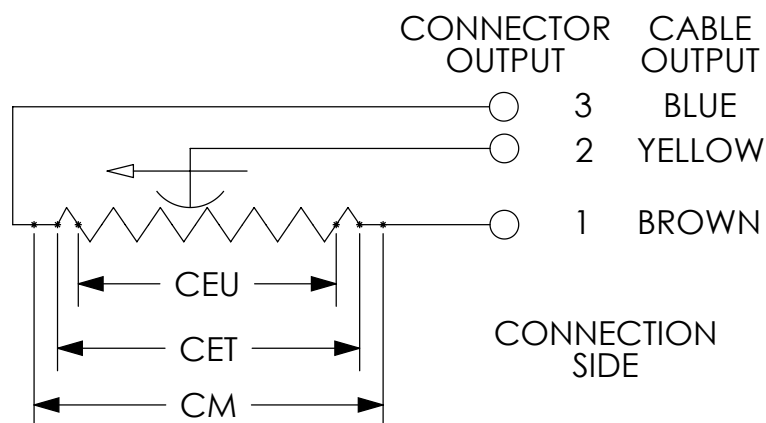 CONNECTOR CABLE
OUTPUT OUTPUT
3 BLUE
2 YELLOW
1 BROWN
CEU
CET
CM
CONNECTION
SIDE